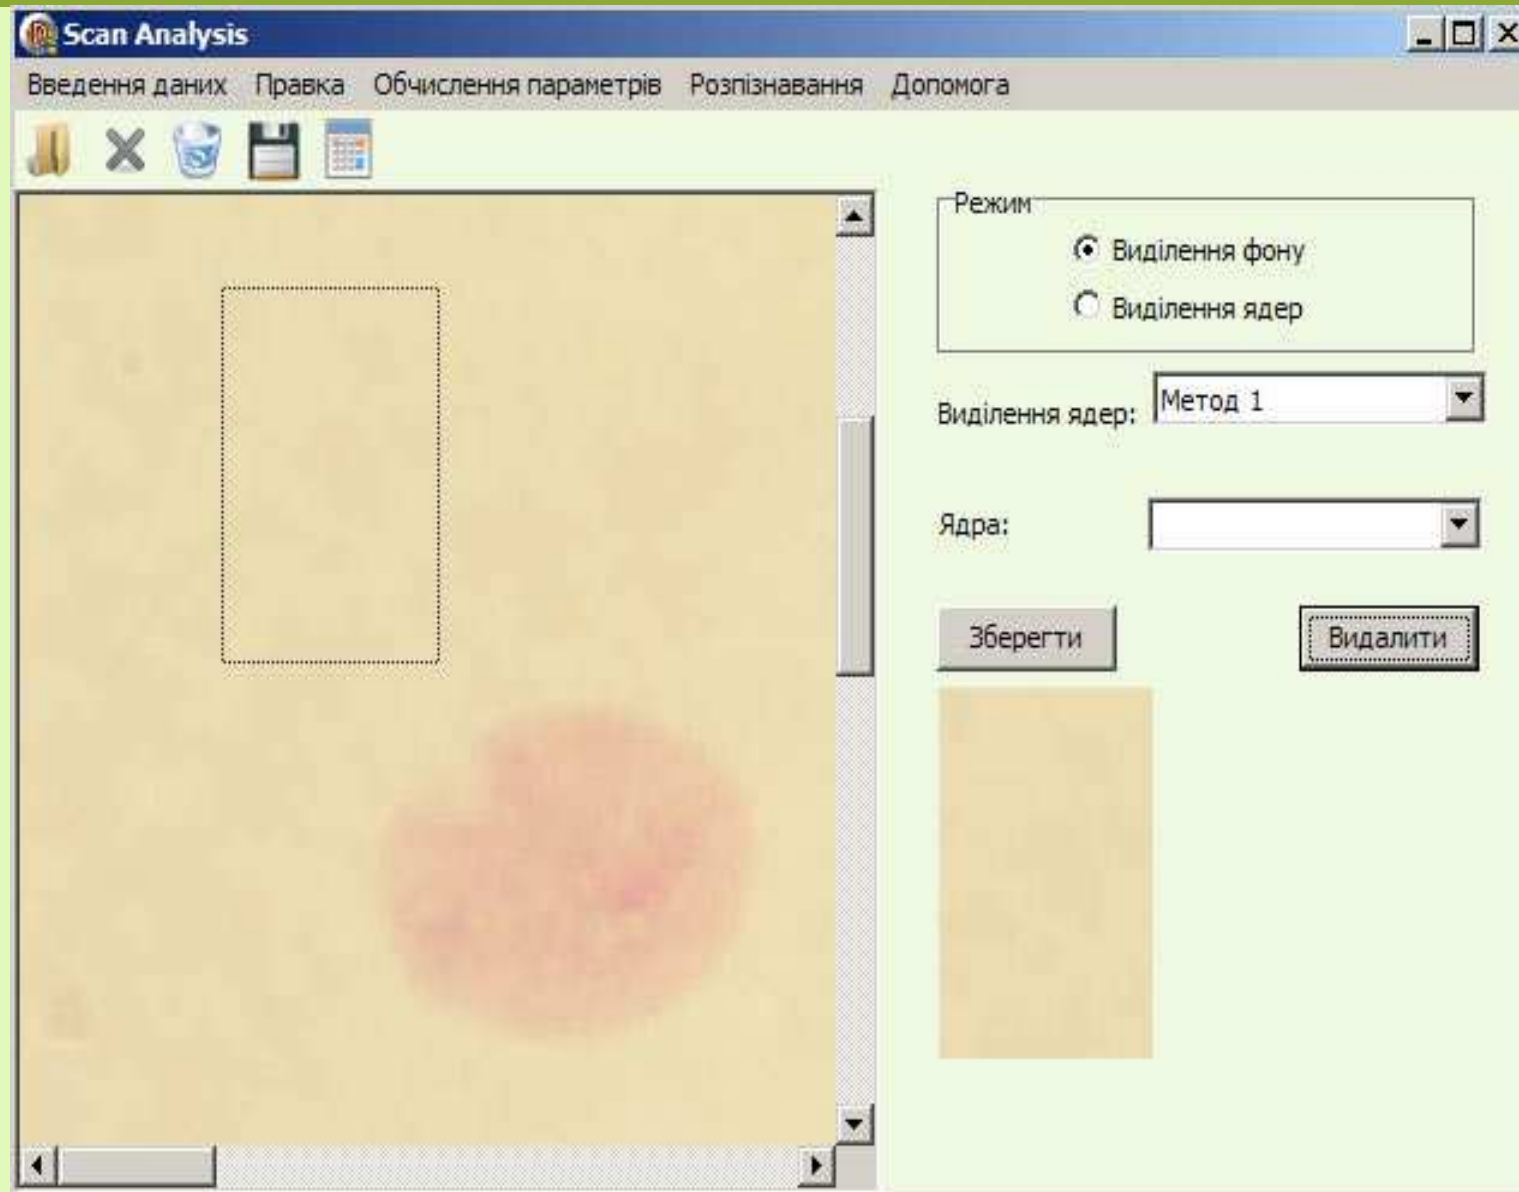 Scan Analysis
Введення даних Правка Обчислення параметрів Розпізнавання Допомога
Режим
Виділення фону
Виділення ядер
Виділення ядер: Метод 1
Ядра:
Зберегти Видалити